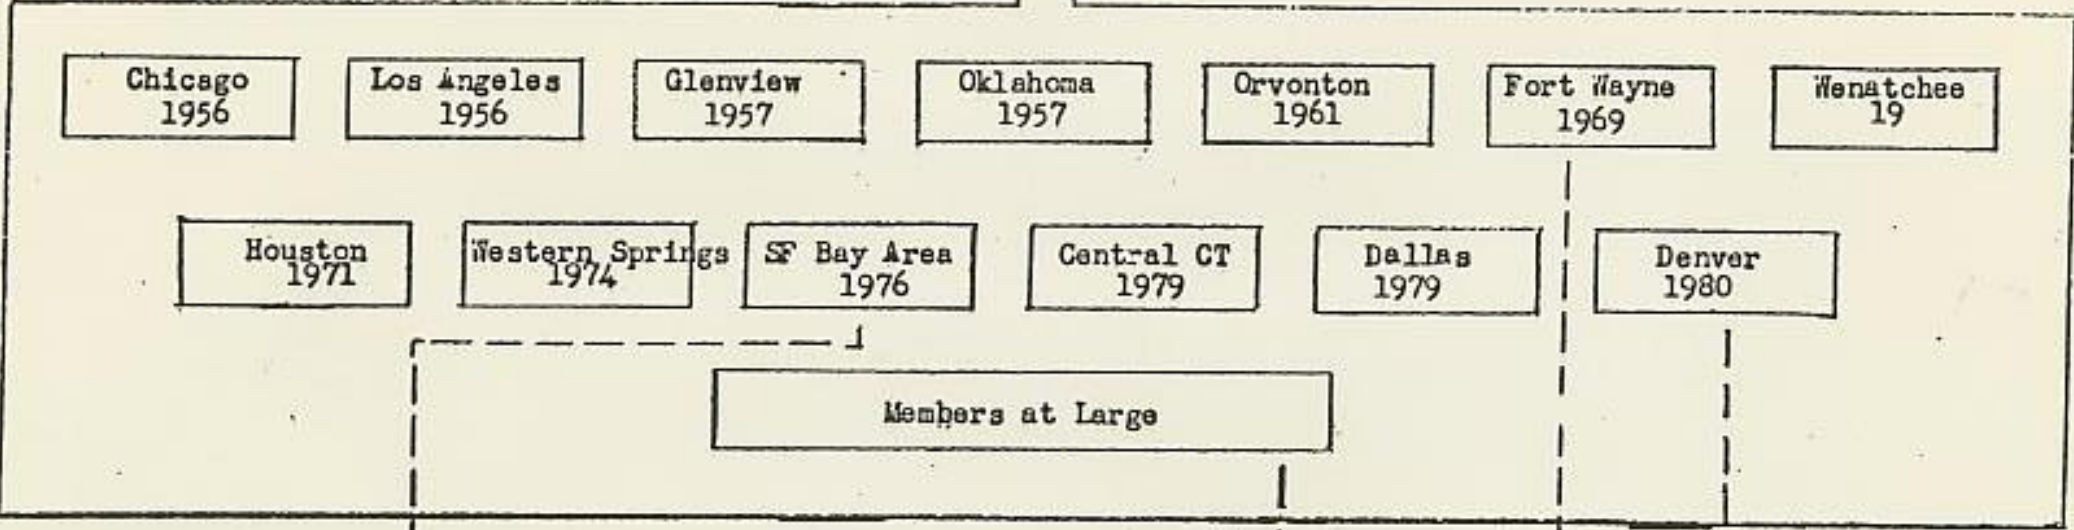 Chicago
1956
Los Angeles
1956
Glenview
1957
Oklahoma
1957
Orvonton
1961
Fort Wayne
1969
Wenatchee
19
Houston
1971
Western Springs
1974
SF Bay Area
1976
Central CT
1979
Dallas
1979
Denver
1980
Members at Large